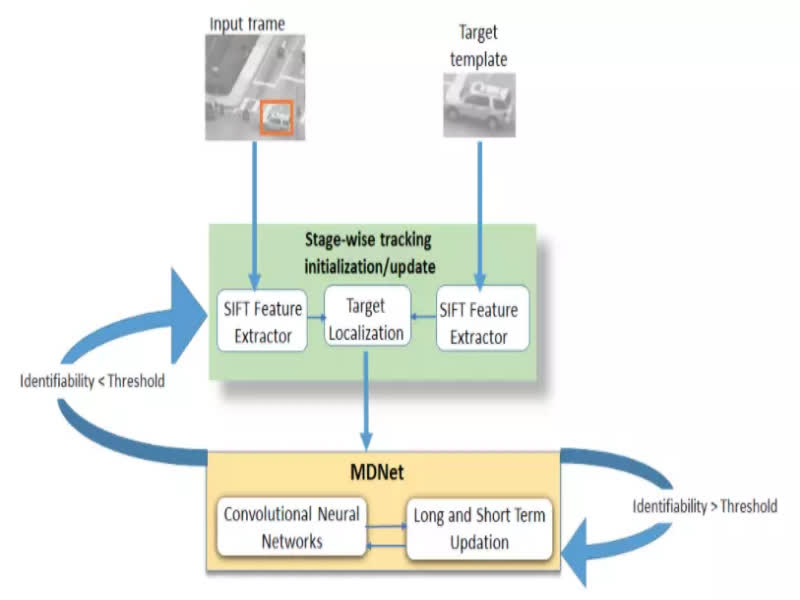 Input frame
Target
template
Stage-wise tracking
initialization/update
SIFT Feature
Extractor
Target
Localization
SIFT Feature
Extractor
Identifiability < Threshold
MDNet
Convolutional Neural
Networks
Long and Short Term
Updation
Identifiability > Threshold